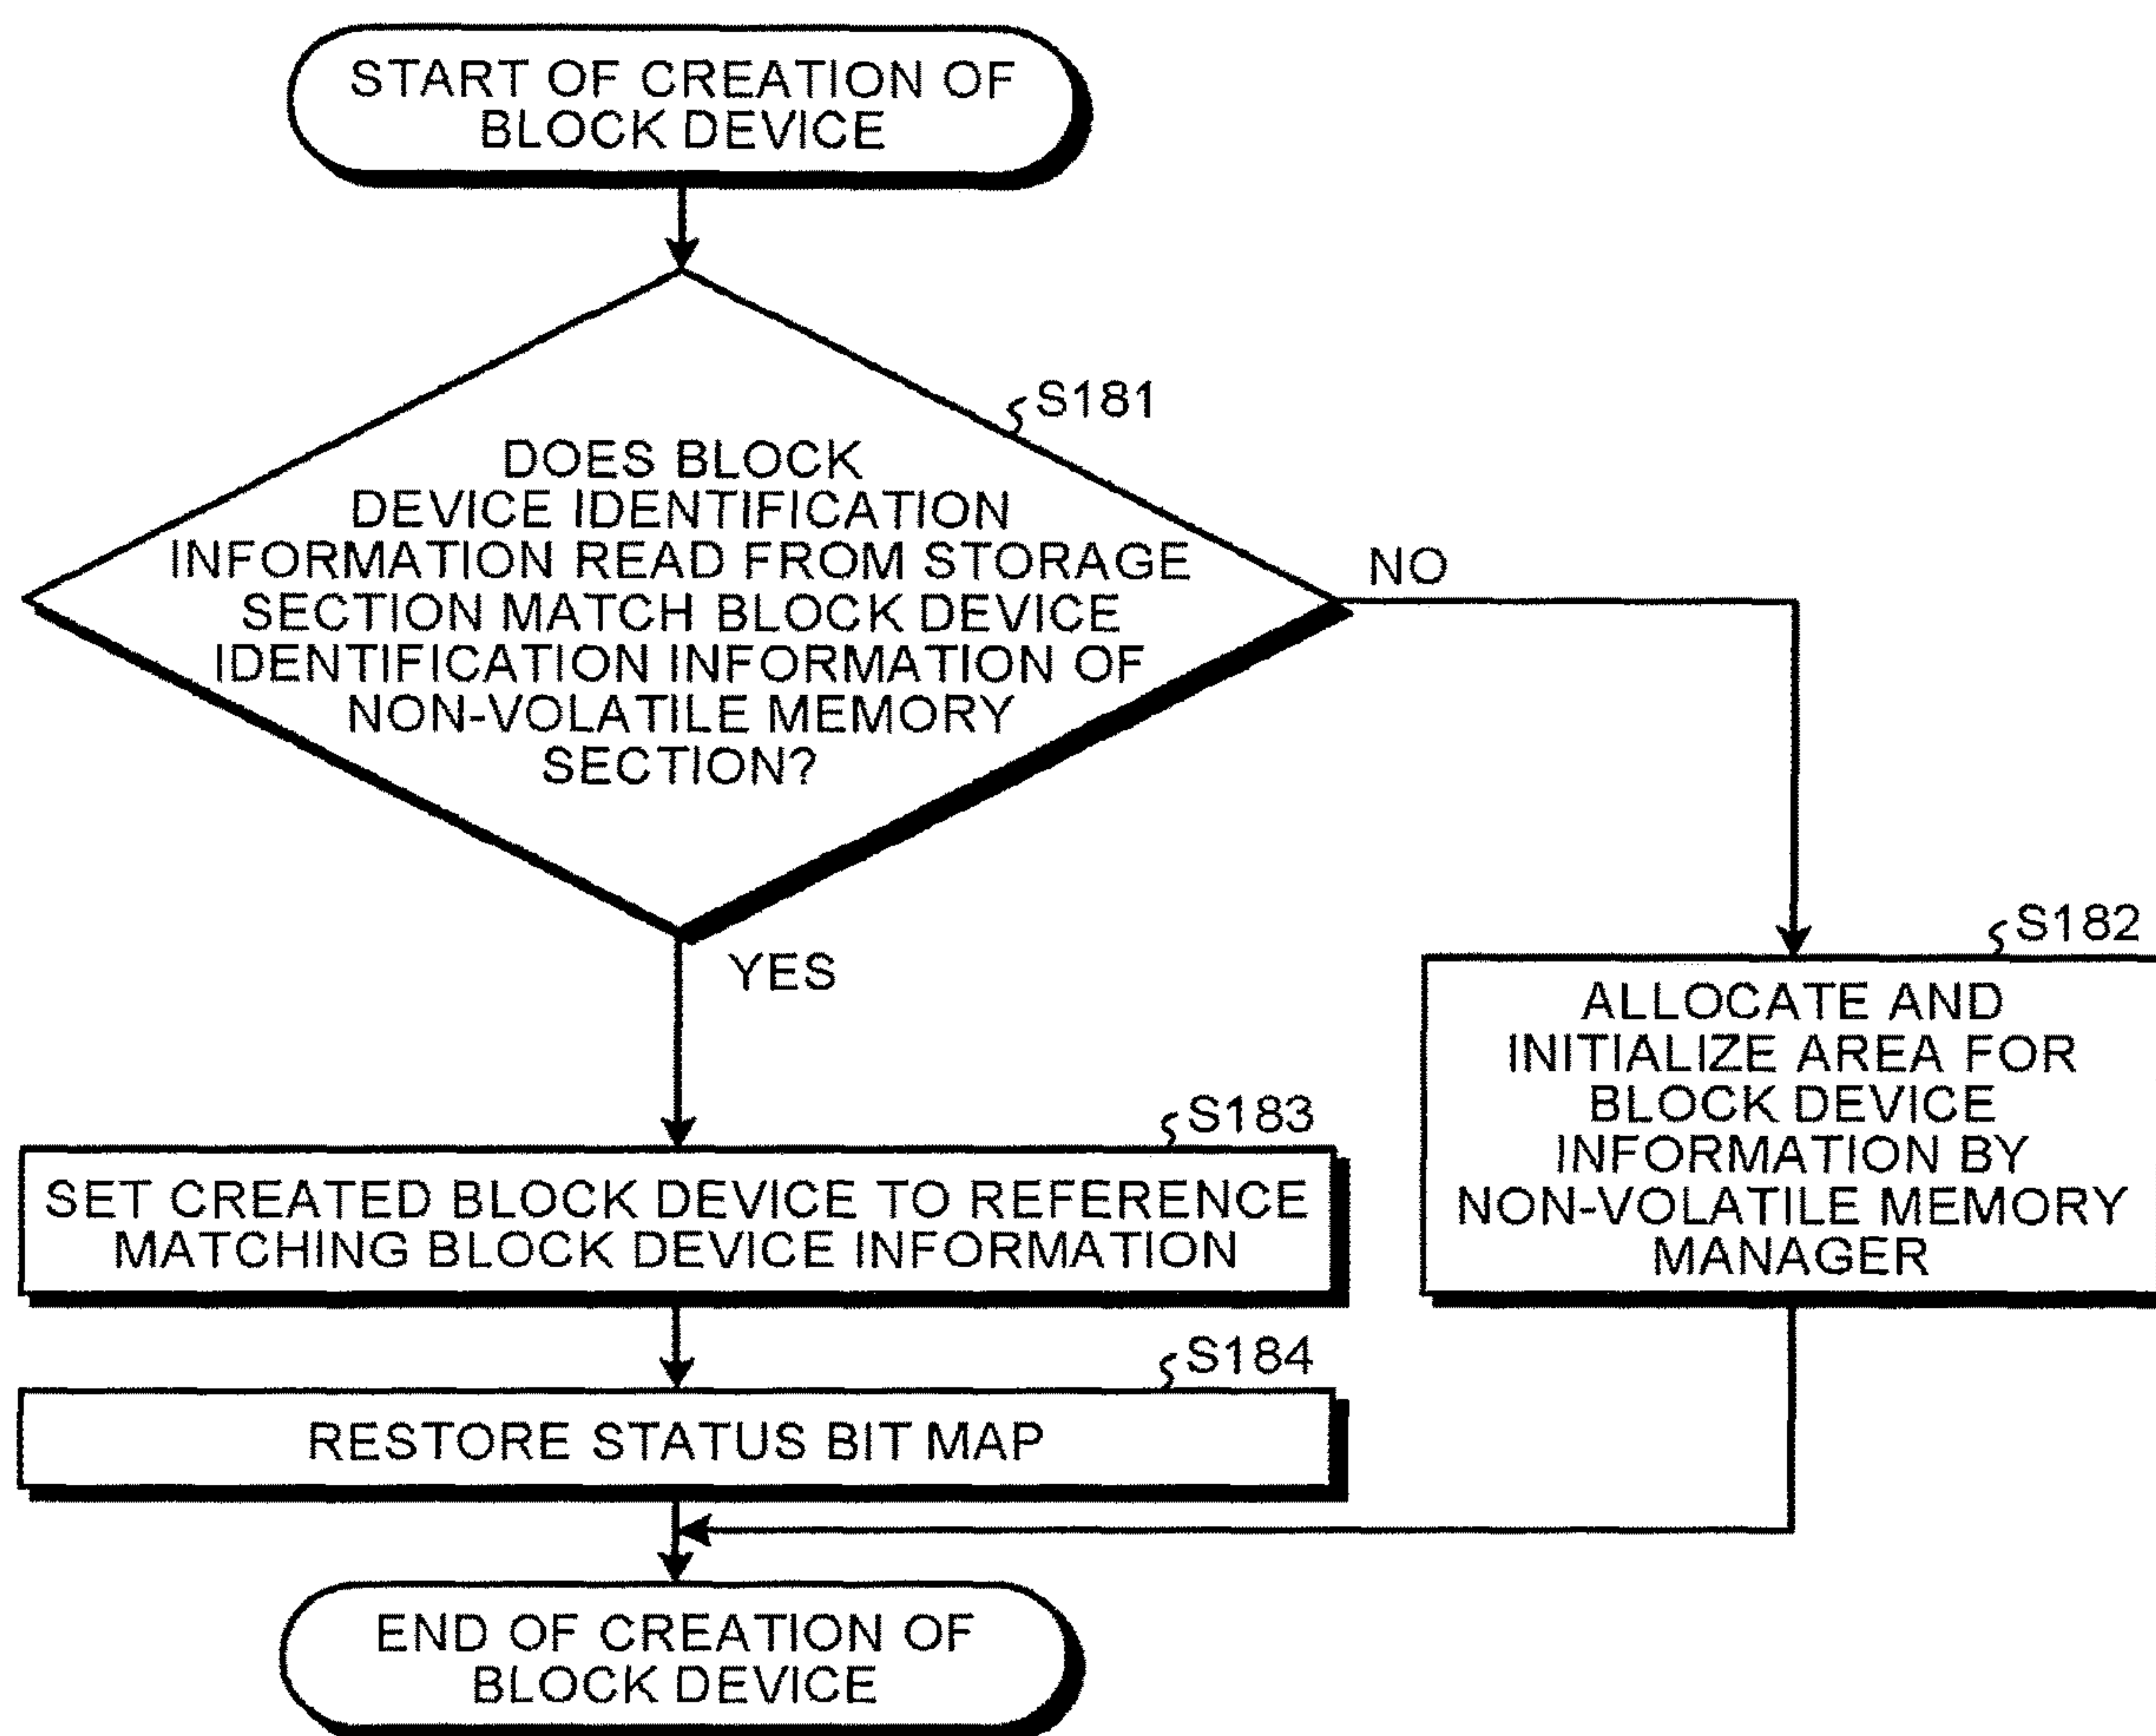 START OF CREATION OF
BLOCK DEVICE
S181
DOES BLOCK
DEVICE IDENTIFICATION
INFORMATION READ FROM STORAGE
SECTION MATCH BLOCK DEVICE
IDENTIFICATION INFORMATION OF
NON-VOLATILE MEMORY
SECTION?
NO
YES
S182
ALLOCATE AND
INITIALIZE AREA FOR
BLOCK DEVICE
INFORMATION BY
NON-VOLATILE MEMORY
MANAGER
S183
SET CREATED BLOCK DEVICE TO REFERENCE
MATCHING BLOCK DEVICE INFORMATION
S184
RESTORE STATUS BIT MAP
END OF CREATION OF
BLOCK DEVICE